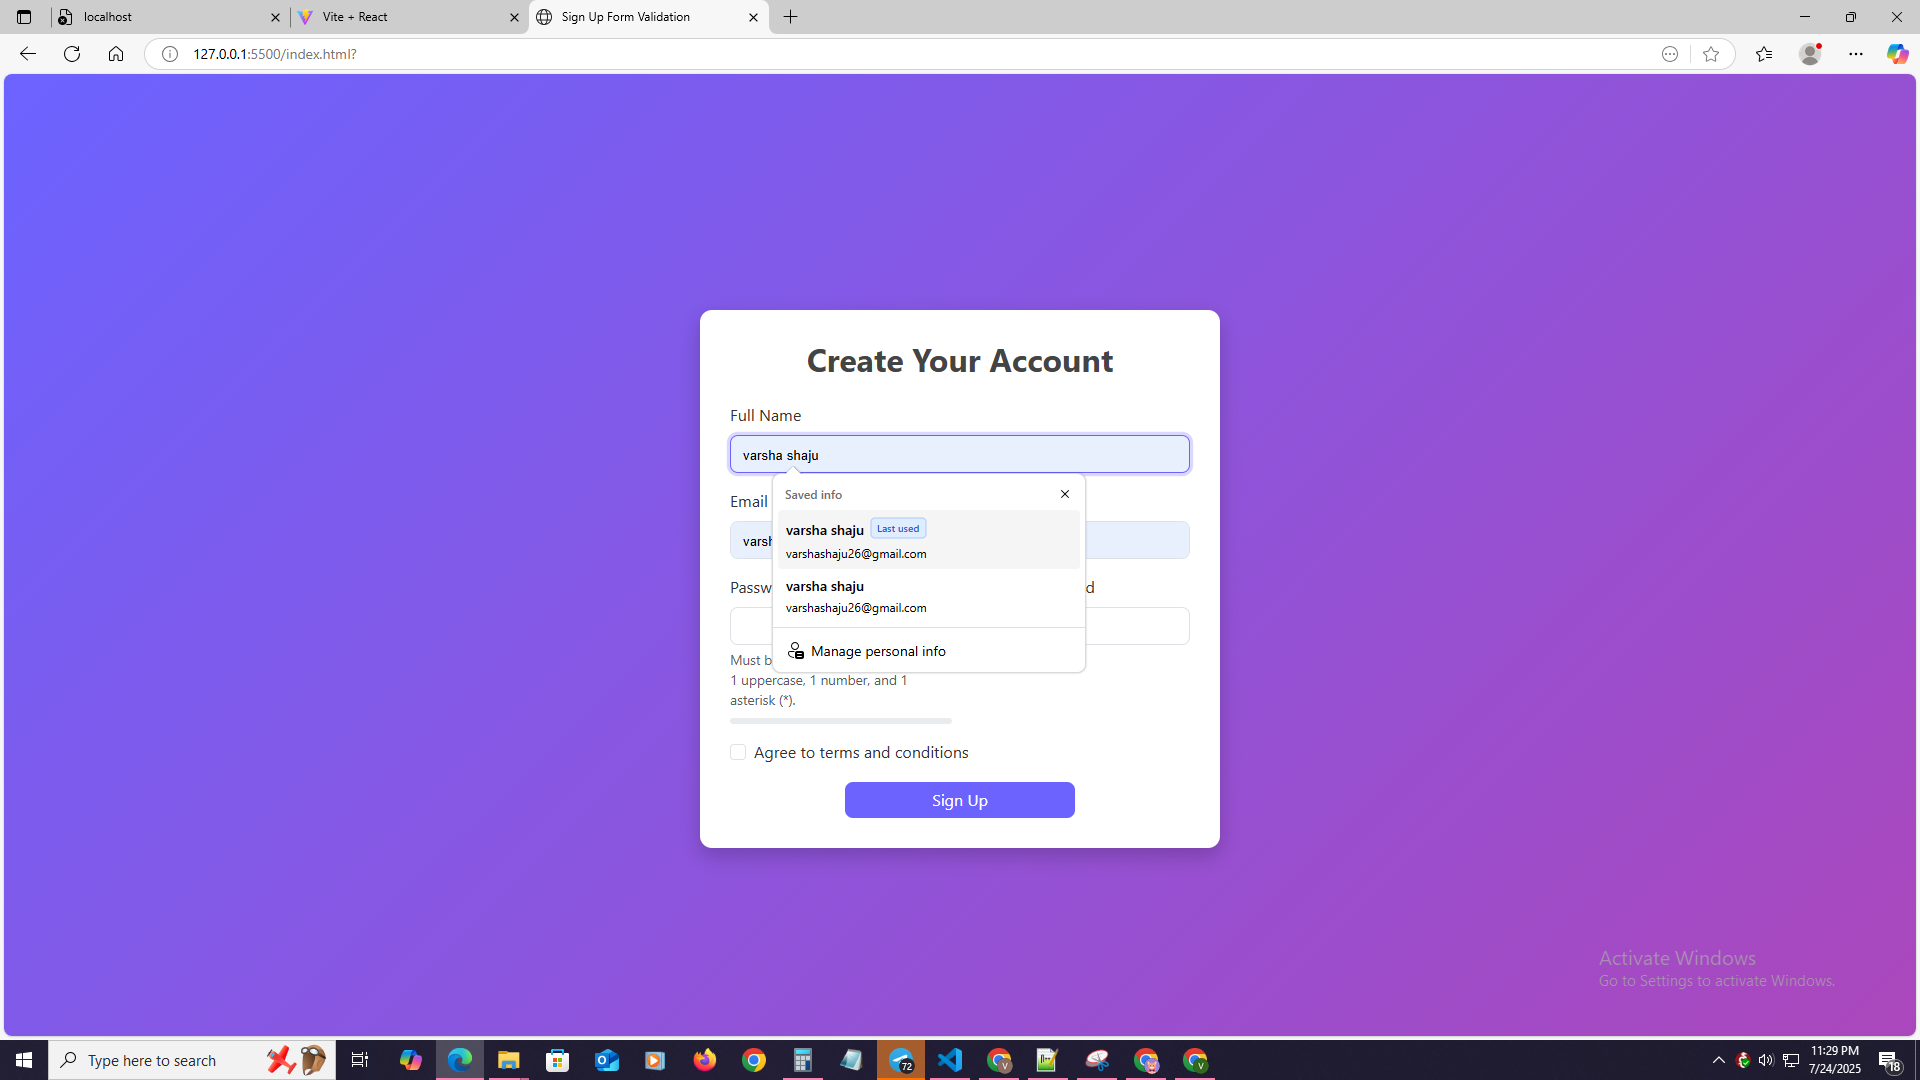 localhost
Vite + React
Sign Up Form Validation
127.0.0.1:5500/index.html?
Create Your Account
Full Name
varsha shaju
Saved info
Email
varsha shaju Last used
varsh
varshashaju26@gmail.com
Passw
varsha shaju
d
varshashaju26@gmail.com
Manage personal info
Must b
1 uppercase, 1 number, and 1
asterisk (*).
Agree to terms and conditions
Sign Up
Activate Windows
Go to Settings to activate Windows.
Type here to search
72
V
V
11:29 PM
7/24/2025
18